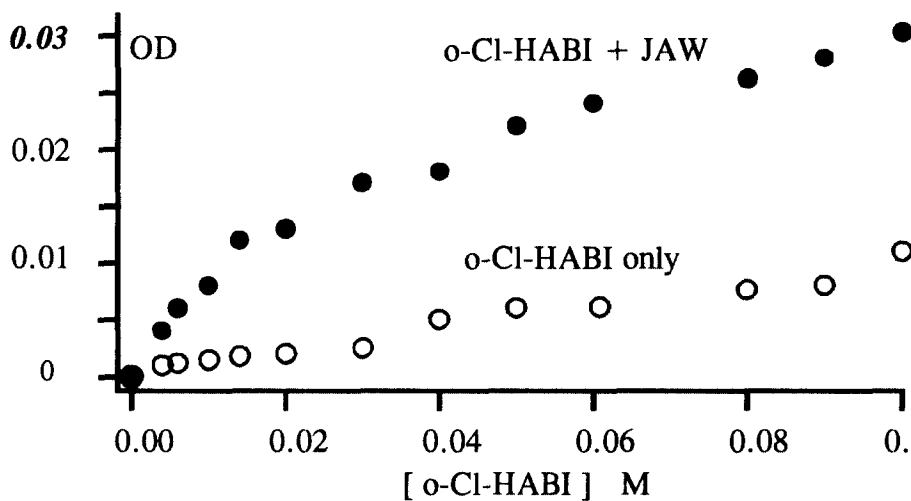 0.03
OD
o-Cl-HABI + JAW
0.02
0.01
o-Cl-HABI only
0
0.00 0.02 0.04 0.06 0.08 0.
[ o-Cl-HABI ] M